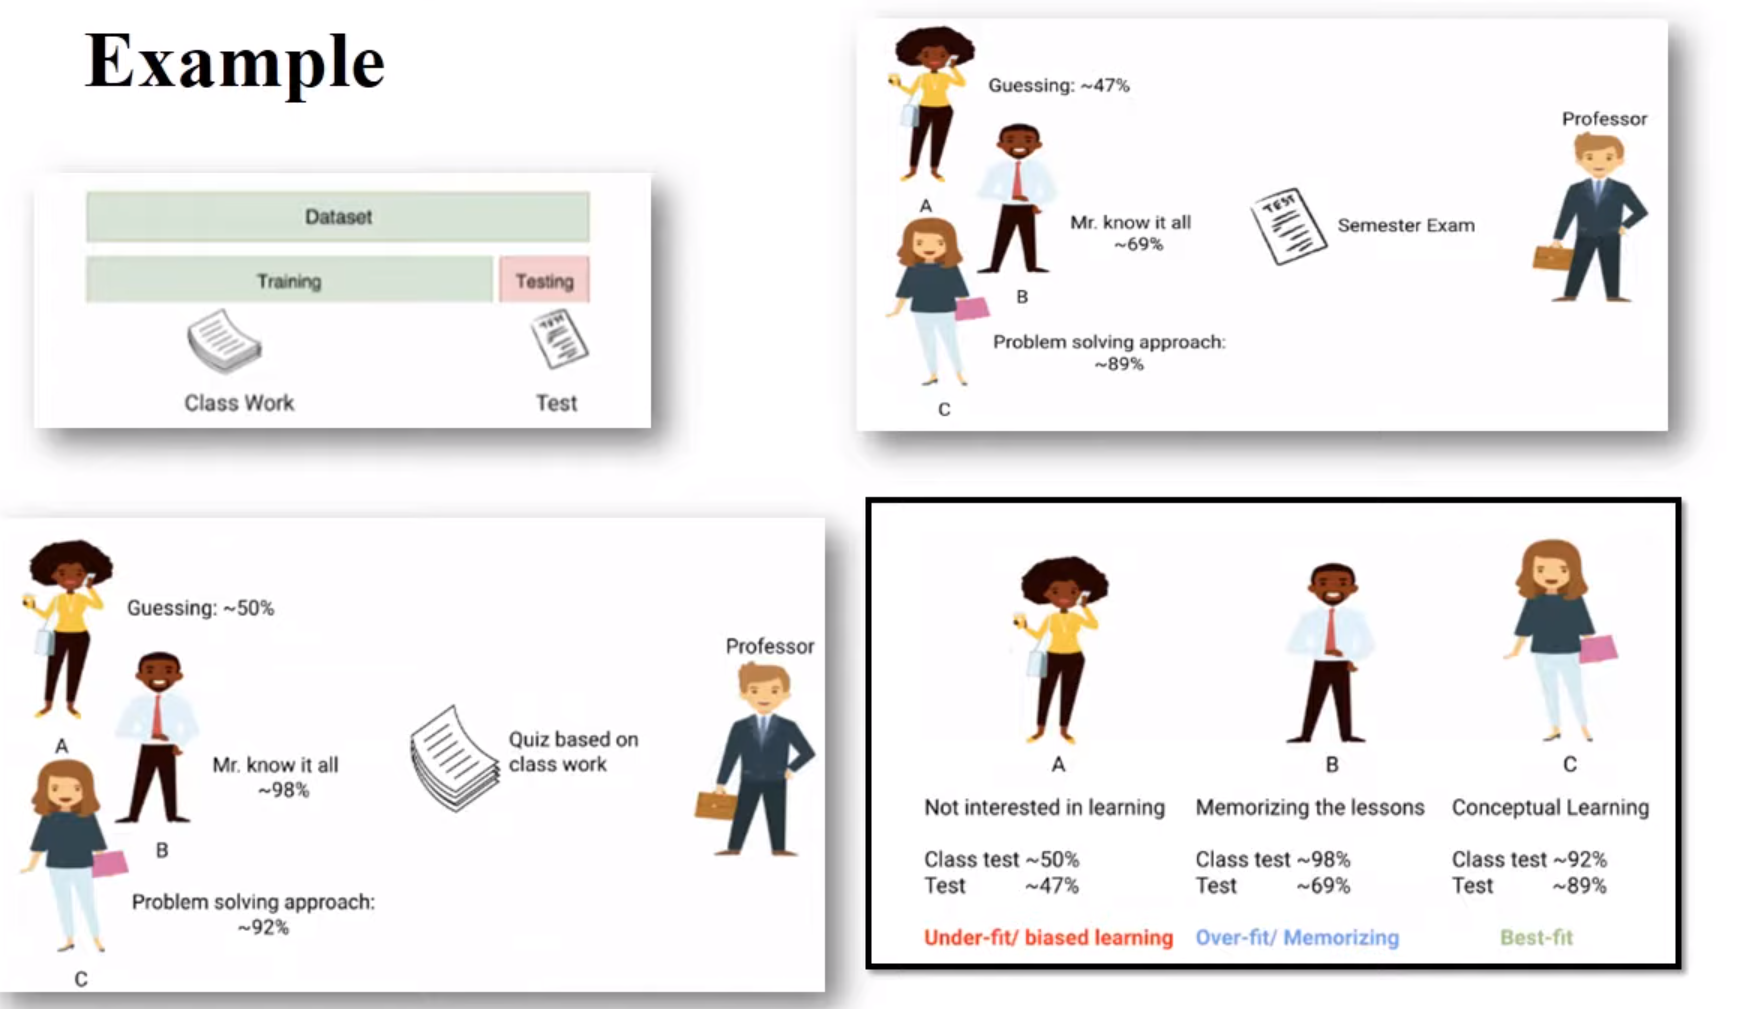 Example
Dataset
Training
Testing
TEST
Class Work
Test
Guessing: ~47%
A
Mr. know it all
~69%
B
Problem solving approach:
~89%
C
TEST
Semester Exam
Professor
Guessing: ~50%
A
Mr. know it all
~98%
B
Problem solving approach:
~92%
C
Quiz based on
class work
Professor
A
B
C
Not interested in learning
Memorizing the lessons
Conceptual Learning
Class test ~50%
Class test ~98%
Class test ~92%
Test ~47%
Test ~69%
Test ~89%
Under-fit/ biased learning
Over-fit/ Memorizing
Best-fit